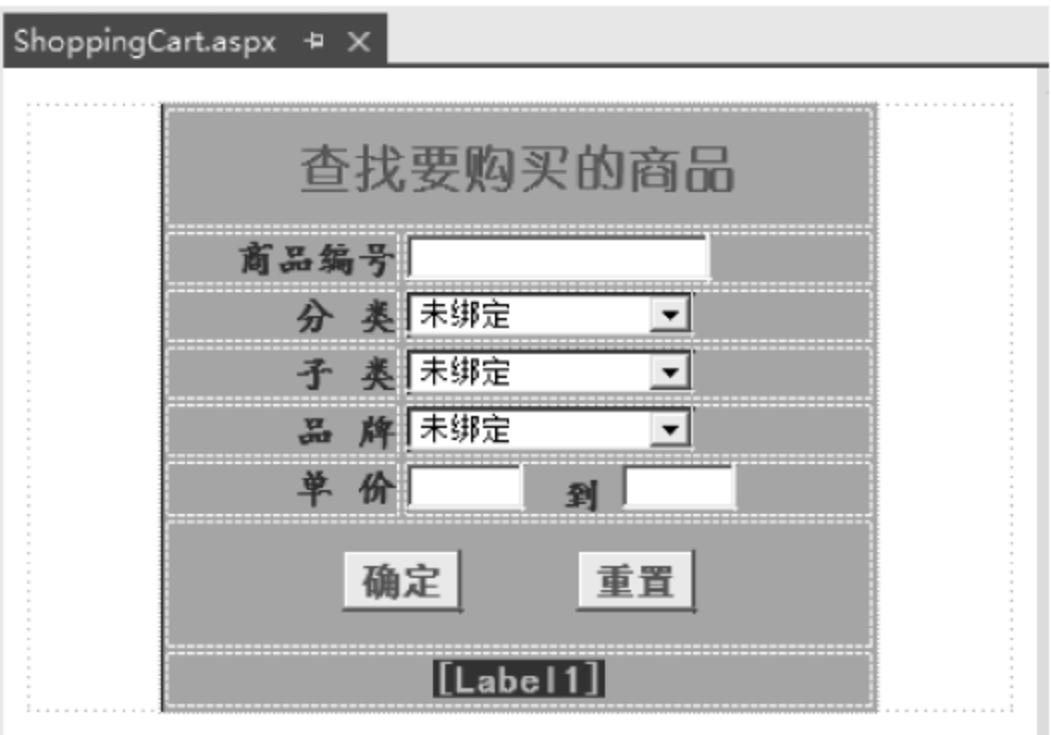 ShoppingCart.aspx
查找要购买的商品
商品编号
分 类 未绑定
子 类 未绑定
品 牌 未绑定
单 价 到
确定 重置
[Label1]